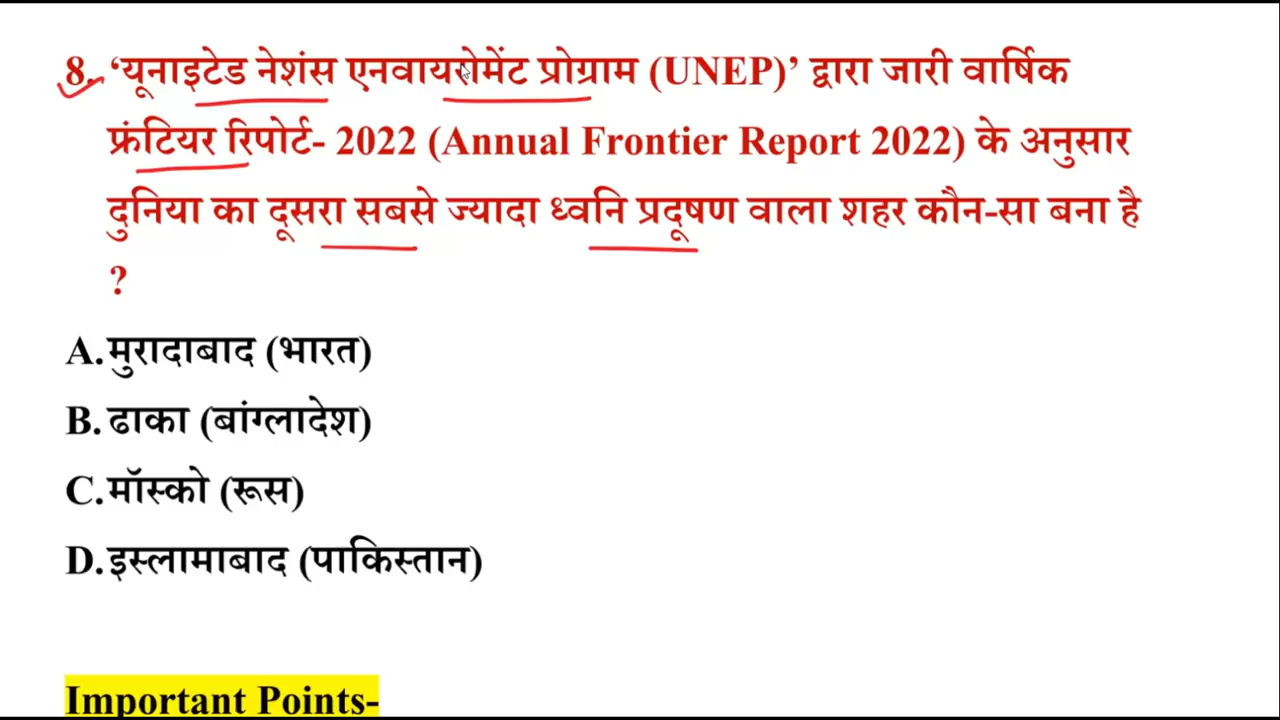 8. ‘यूनाइटेड नेशंस एनवायरोमेंट प्रोग्राम (UNEP)’ द्वारा जारी वार्षिक
फ्रंटियर रिपोर्ट- 2022 (Annual Frontier Report 2022) के अनुसार
दुनिया का दूसरा सबसे ज्यादा ध्वनि प्रदूषण वाला शहर कौन-सा बना है
?
A. मुरादाबाद (भारत)
B. ढाका (बांग्लादेश)
C. मॉस्को (रूस)
D. इस्लामाबाद (पाकिस्तान)
Important Points-